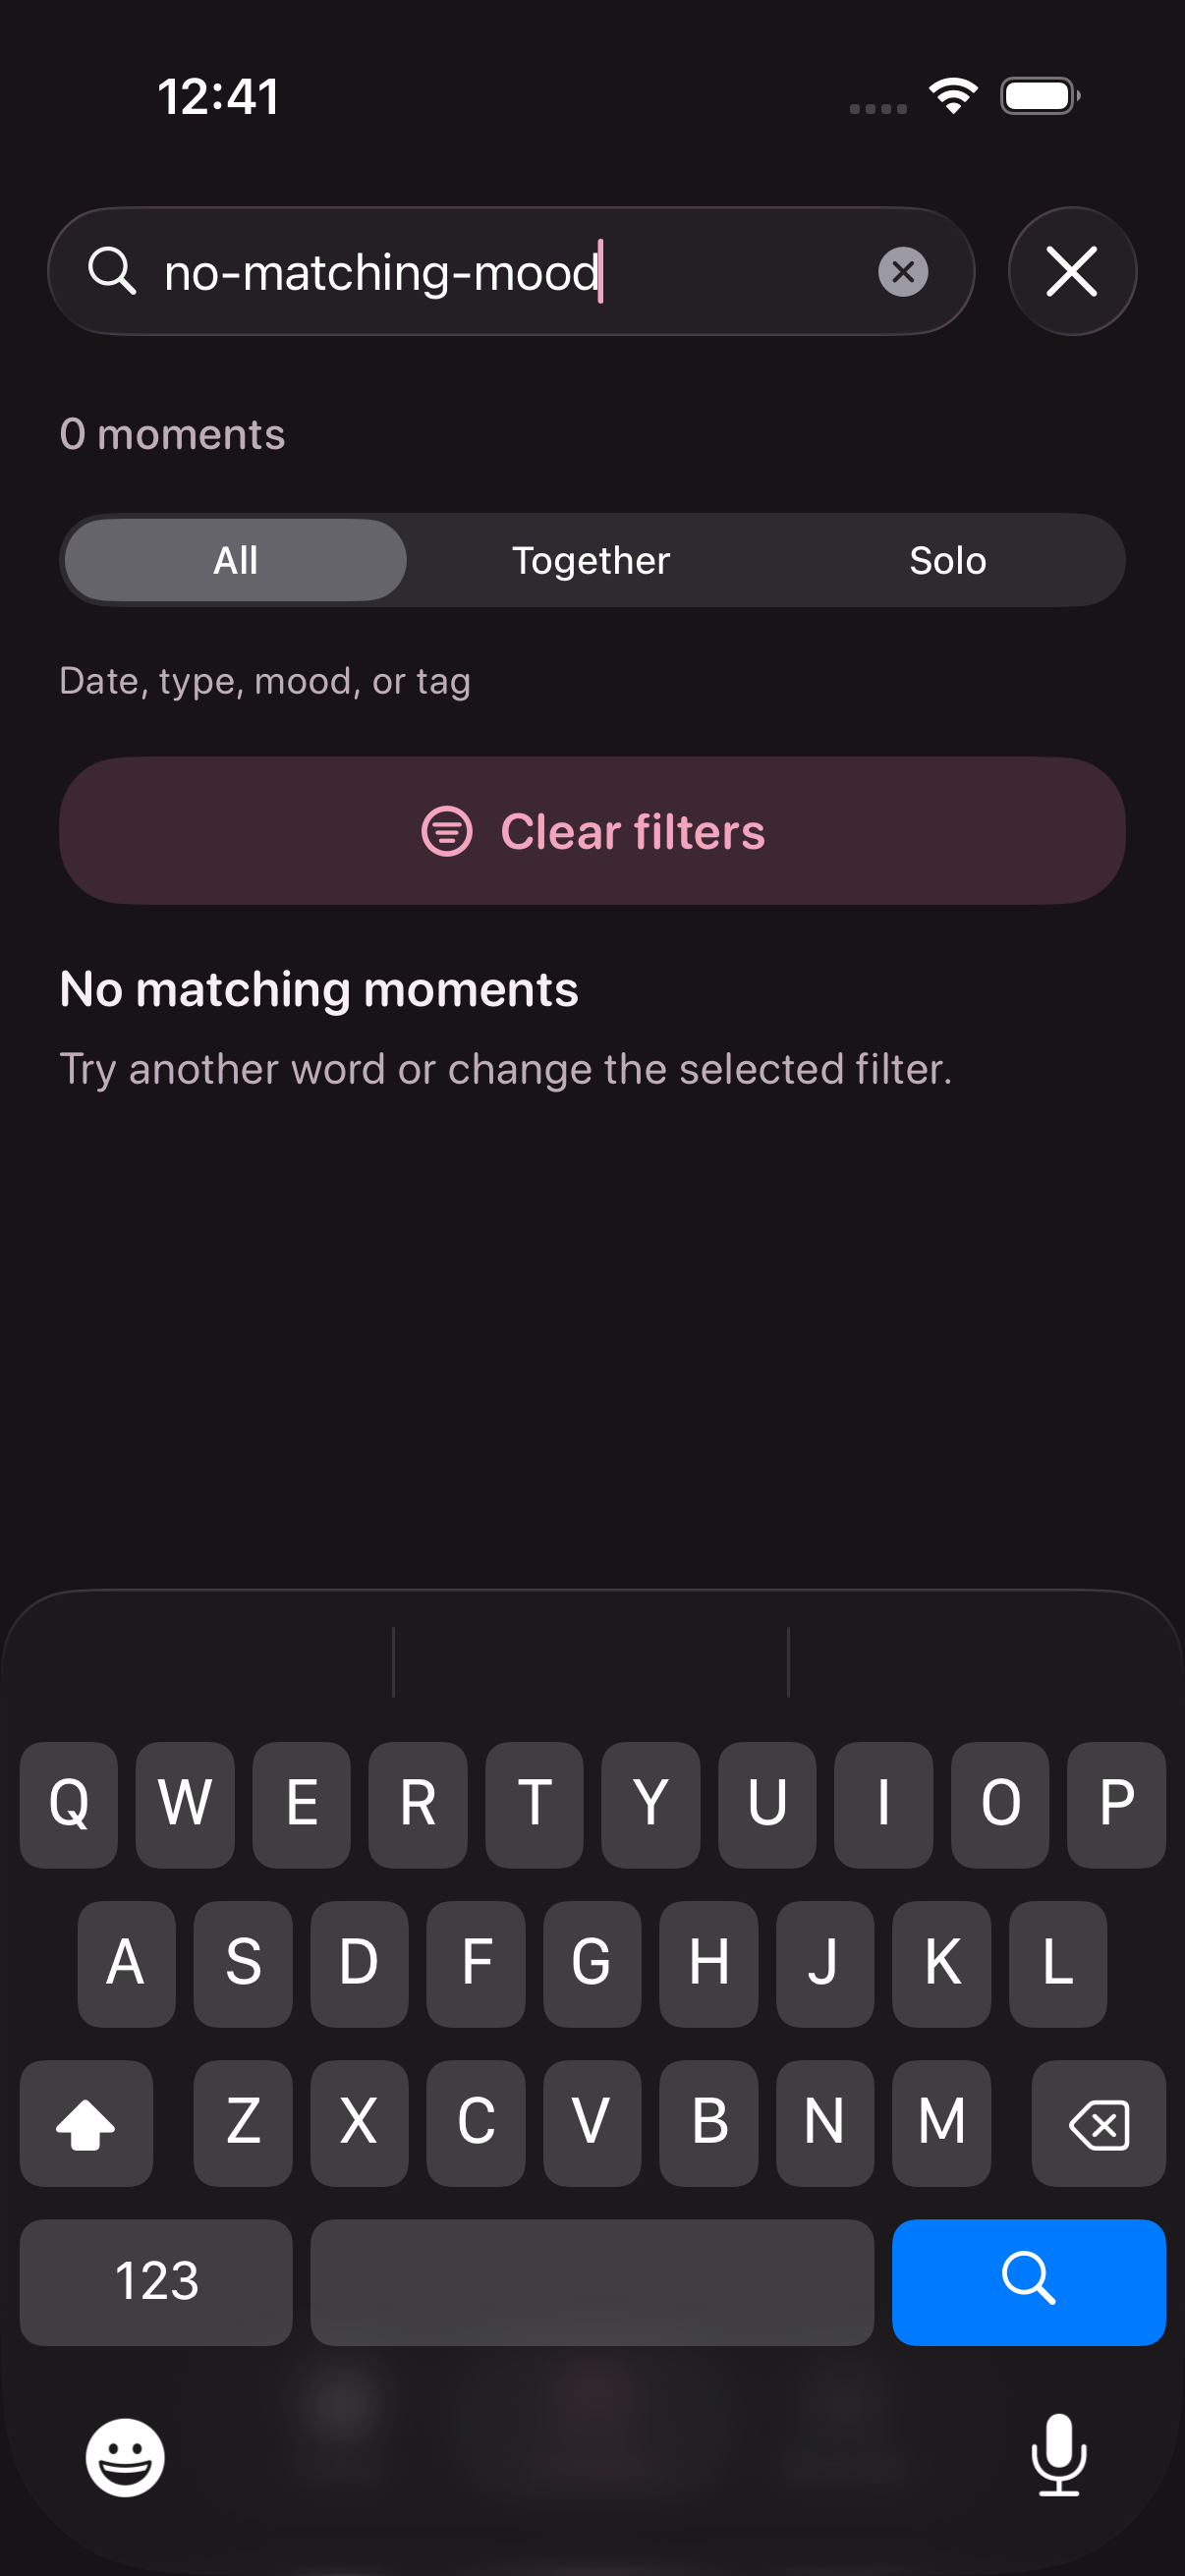 12:41
no-matching-mood
0 moments
All Together Solo
Date, type, mood, or tag
Clear filters
No matching moments
Try another word or change the selected filter.
Q W E R T Y U I O P
A S D F G H J K L
Z X C V B N M
123